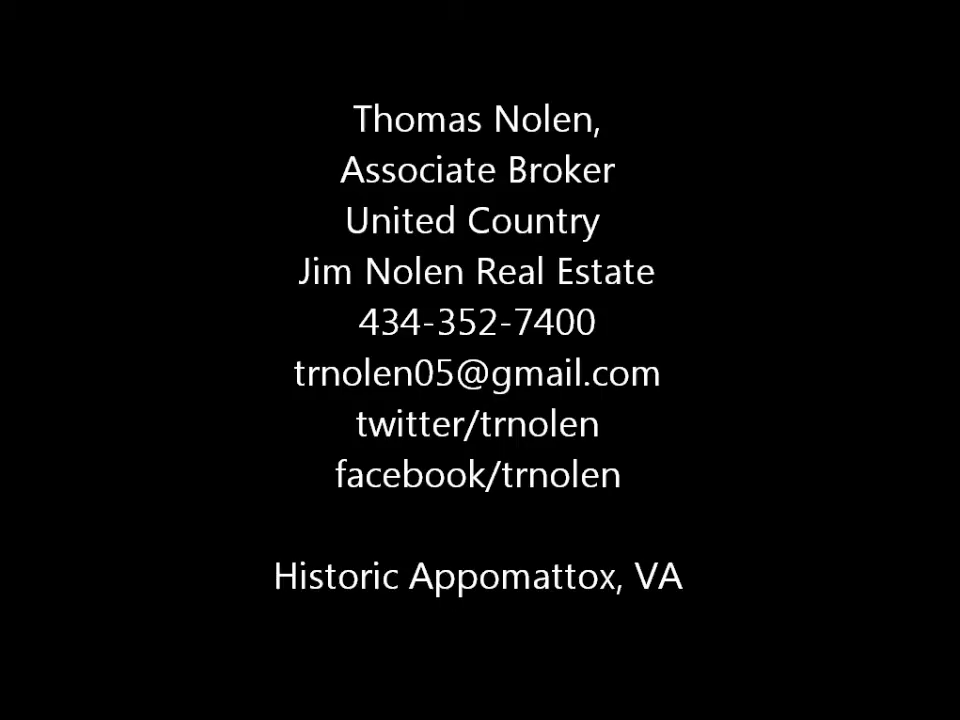 Thomas Nolen,
Associate Broker
United Country
Jim Nolen Real Estate
434-352-7400
trnolen05@gmail.com
twitter/trnolen
facebook/trnolen
Historic Appomattox, VA